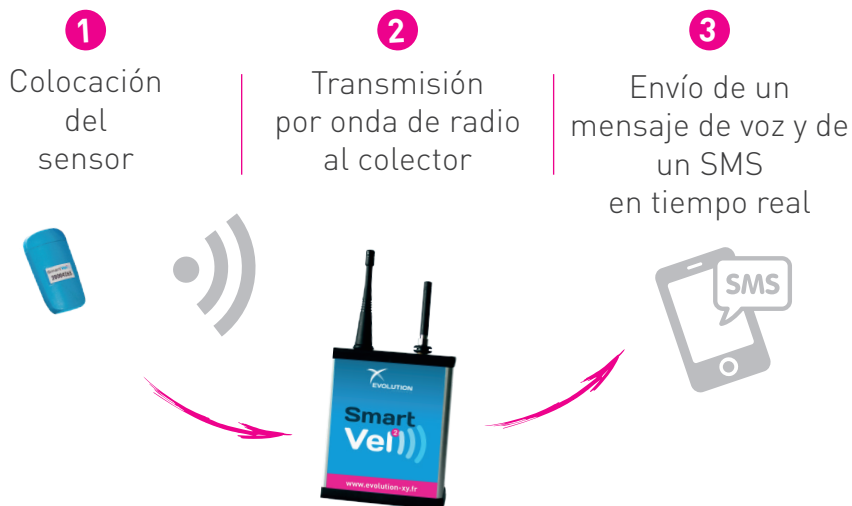 1
Colocación
del
sensor
2
Transmisión
por onda de radio
al colector
3
Envío de un
mensaje de voz y de
un SMS
en tiempo real
SMS
EVOLUTION
Smart
Vel 2
www.evolution-xy.fr